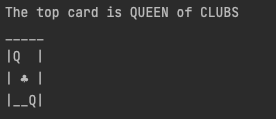 The top card is QUEEN of CLUBS
_____
|Q  |
| ♣ |
|__Q|